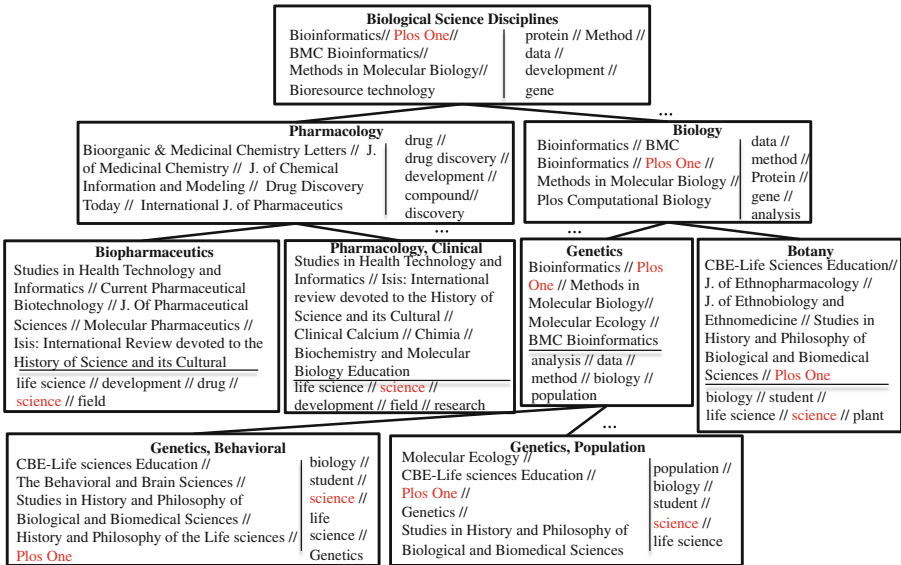 Biological Science Disciplines
Bioinformatics// Plos One//
BMC Bioinformatics//
Methods in Molecular Biology//
Bioresource technology
protein // Method //
data //
development //
gene
...
Pharmacology
Bioorganic & Medicinal Chemistry Letters // J.
of Medicinal Chemistry // J. of Chemical
Information and Modeling // Drug Discovery
Today // International J. of Pharmaceutics
drug //
drug discovery //
development //
compound//
discovery
Biology
Bioinformatics // BMC
Bioinformatics // Plos One //
Methods in Molecular Biology //
Plos Computational Biology
data //
method //
Protein //
gene //
analysis
...
...
Biopharmaceutics
Studies in Health Technology and
Informatics // Current Pharmaceutical
Biotechnology // J. Of Pharmaceutical
Sciences // Molecular Pharmaceutics //
Isis: International Review devoted to the
History of Science and its Cultural
life science // development // drug //
science // field
Pharmacology, Clinical
Studies in Health Technology and
Informatics // Isis: International
review devoted to the History of
Science and its Cultural //
Clinical Calcium // Chimia //
Biochemistry and Molecular
Biology Education
life science // science //
development // field // research
Genetics
Bioinformatics // Plos
One // Methods in
Molecular Biology//
Molecular Ecology //
BMC Bioinformatics
analysis // data //
method // biology //
population
Botany
CBE-Life Sciences Education//
J. of Ethnopharmacology //
J. of Ethnobiology and
Ethnomedicine // Studies in
History and Philosophy of
Biological and Biomedical
Sciences // Plos One
biology // student //
life science // science // plant
...
Genetics, Behavioral
CBE-Life sciences Education //
The Behavioral and Brain Sciences //
Studies in History and Philosophy of
Biological and Biomedical Sciences //
History and Philosophy of the Life sciences //
Plos One
biology //
student //
science //
life
science //
Genetics
Genetics, Population
Molecular Ecology //
CBE-Life sciences Education //
Plos One //
Genetics //
Studies in History and Philosophy of
Biological and Biomedical Sciences
population //
biology //
student //
science //
life science